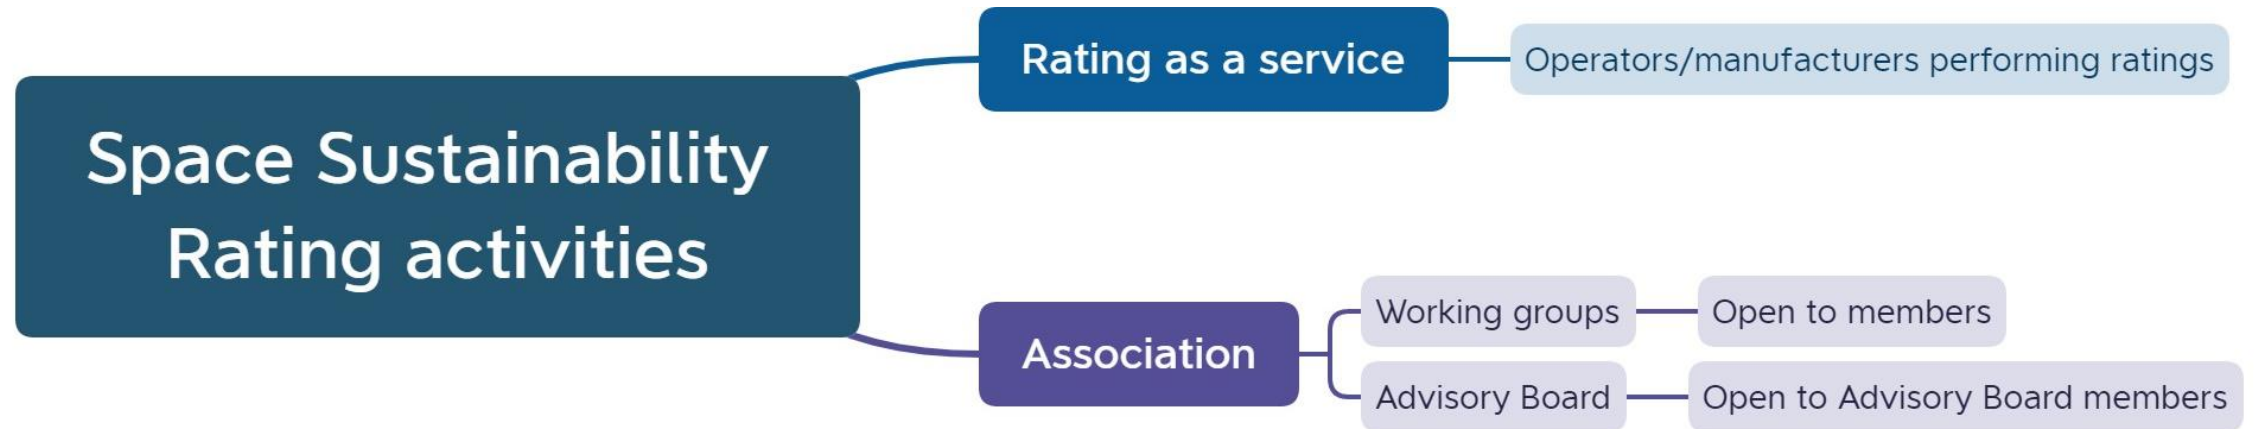 Space Sustainability
Rating activities
Rating as a service
Operators/manufacturers performing ratings
Association
Working groups
Open to members
Advisory Board
Open to Advisory Board members